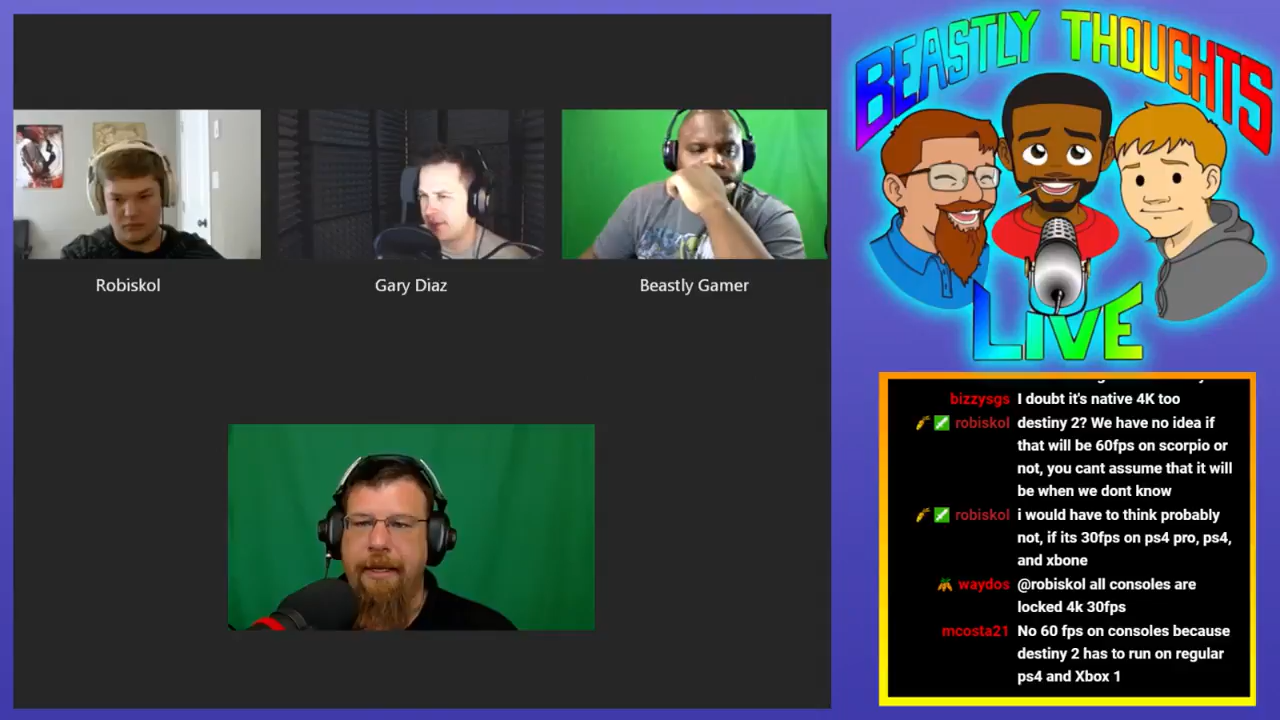 BEASTLY THOUGHTS
LIVE
Robiskol
Gary Diaz
Beastly Gamer
bizzysgs I doubt it's native 4K too
robiskol destiny 2? We have no idea if
that will be 60fps on scorpio or
not, you cant assume that it will
be when we dont know
robiskol i would have to think probably
not, if its 30fps on ps4 pro, ps4,
and xbone
waydos @robiskol all consoles are
locked 4k 30fps
mcosta21 No 60 fps on consoles because
destiny 2 has to run on regular
ps4 and Xbox 1